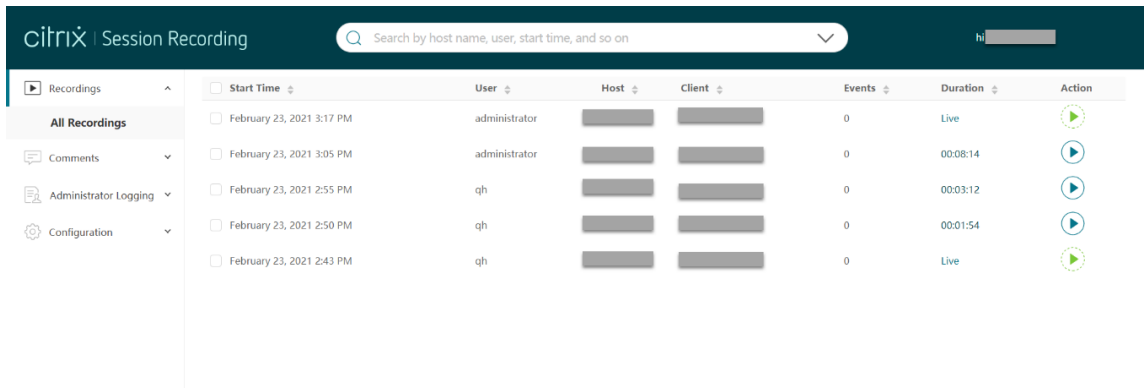 citrix | Session Recording
Search by host name, user, start time, and so on
hi
Recordings
All Recordings
Comments
Administrator Logging
Configuration
Start Time User Host Client Events Duration Action
February 23, 2021 3:17 PM administrator 0 Live
February 23, 2021 3:05 PM administrator 0 00:08:14
February 23, 2021 2:55 PM qh 0 00:03:12
February 23, 2021 2:50 PM qh 0 00:01:54
February 23, 2021 2:43 PM qh 0 Live